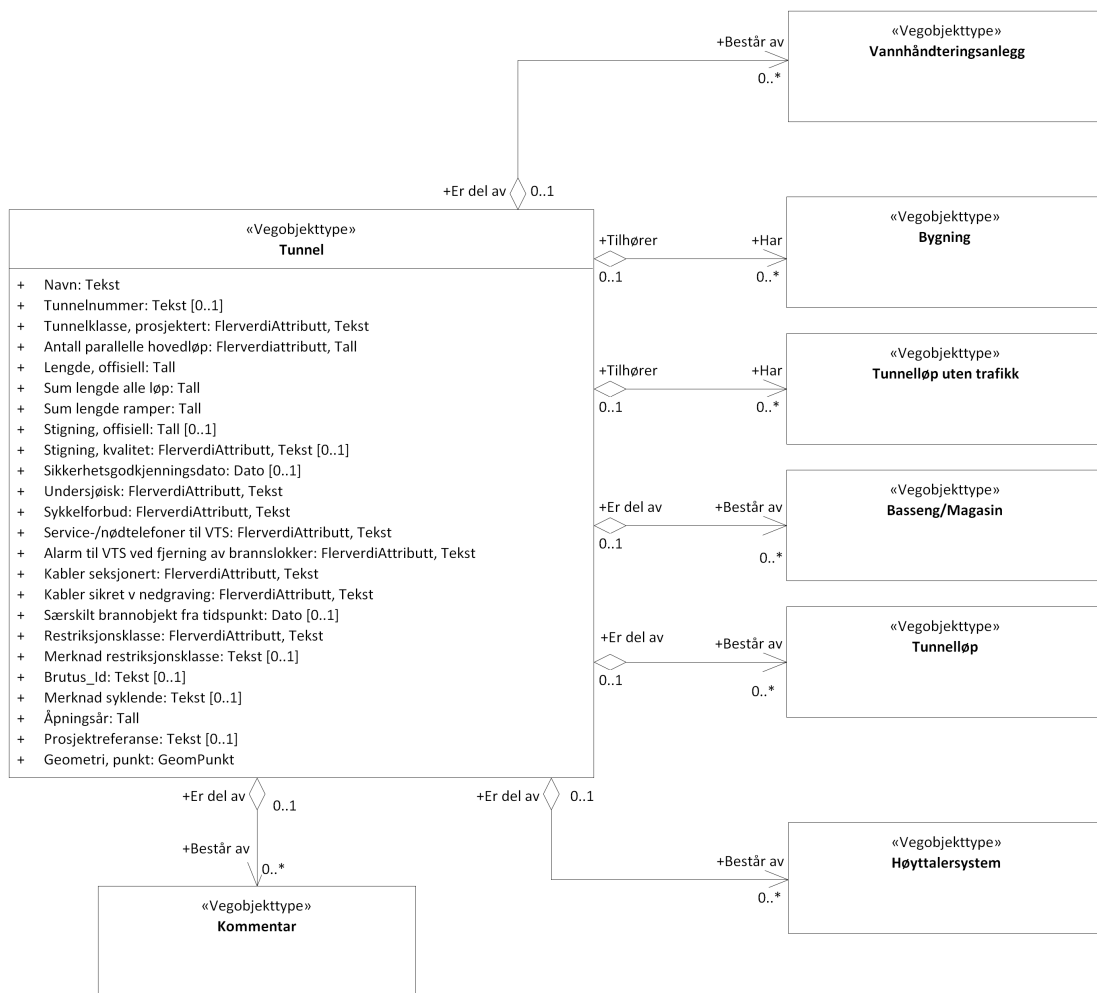 «Vegobjekttype»
Vannhåndteringsanlegg
+Består av
0..*
+Er del av
0..1
«Vegobjekttype»
Tunnel
+ Navn: Tekst
+ Tunnelnummer: Tekst [0..1]
+ Tunnelklasse, prosjektert: FlerverdiAttributt, Tekst
+ Antall parallelle hovedløp: Flerverdiattributt, Tall
+ Lengde, offisiell: Tall
+ Sum lengde alle løp: Tall
+ Sum lengde ramper: Tall
+ Stigning, offisiell: Tall [0..1]
+ Stigning, kvalitet: FlerverdiAttributt, Tekst [0..1]
+ Sikkerhetsgodkjenningsdato: Dato [0..1]
+ Undersjøisk: FlerverdiAttributt, Tekst
+ Sykkelforbud: FlerverdiAttributt, Tekst
+ Service-/nødtelefoner til VTS: FlerverdiAttributt, Tekst
+ Alarm til VTS ved fjerning av brannslokker: FlerverdiAttributt, Tekst
+ Kabler seksjonert: FlerverdiAttributt, Tekst
+ Kabler sikret v nedgraving: FlerverdiAttributt, Tekst
+ Særskilt brannobjekt fra tidspunkt: Dato [0..1]
+ Restriksjonsklasse: FlerverdiAttributt, Tekst
+ Merknad restriksjonsklasse: Tekst [0..1]
+ Brutus_Id: Tekst [0..1]
+ Merknad syklende: Tekst [0..1]
+ Åpningsår: Tall
+ Prosjektreferanse: Tekst [0..1]
+ Geometri, punkt: GeomPunkt
+Tilhører
0..1
+Har
0..*
«Vegobjekttype»
Bygning
+Tilhører
0..1
+Har
0..*
«Vegobjekttype»
Tunnelløp uten trafikk
+Er del av
0..1
+Består av
0..*
«Vegobjekttype»
Basseng/Magasin
+Er del av
0..1
+Består av
0..*
«Vegobjekttype»
Tunnelløp
+Er del av
0..1
+Består av
0..*
«Vegobjekttype»
Kommentar
+Er del av
0..1
+Består av
0..*
«Vegobjekttype»
Høyttalersystem